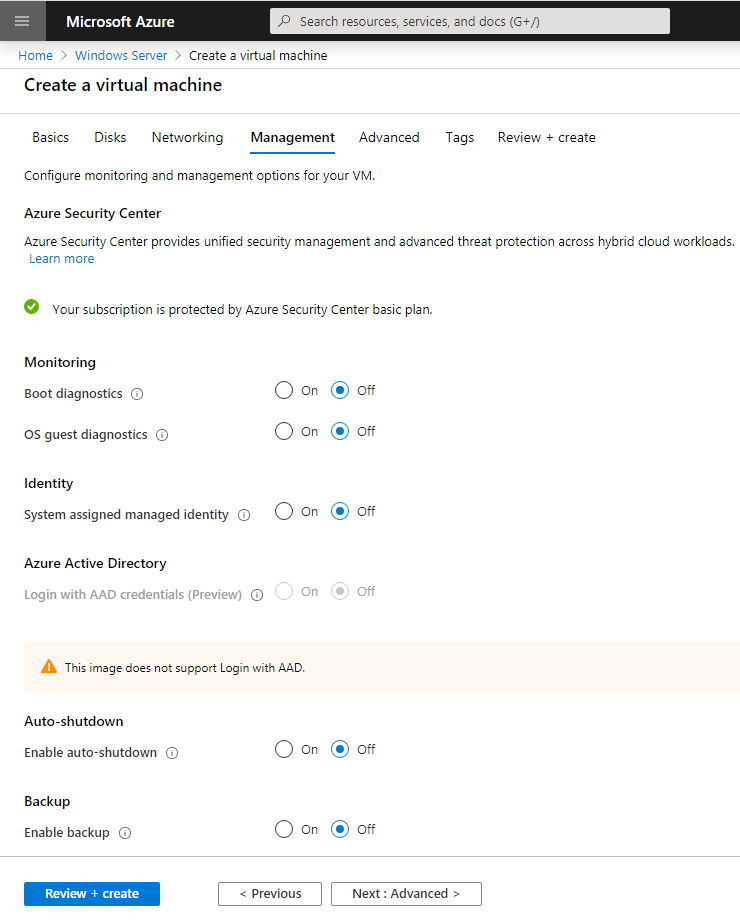 Microsoft Azure
Search resources, services, and docs (G+/)
Home > Windows Server > Create a virtual machine
Create a virtual machine
Basics Disks Networking Management Advanced Tags Review + create
Configure monitoring and management options for your VM.
Azure Security Center
Azure Security Center provides unified security management and advanced threat protection across hybrid cloud workloads.
Learn more
Your subscription is protected by Azure Security Center basic plan.
Monitoring
Boot diagnostics On Off
OS guest diagnostics On Off
Identity
System assigned managed identity On Off
Azure Active Directory
Login with AAD credentials (Preview) On Off
This image does not support Login with AAD.
Auto-shutdown
Enable auto-shutdown On Off
Backup
Enable backup On Off
Review + create < Previous Next : Advanced >